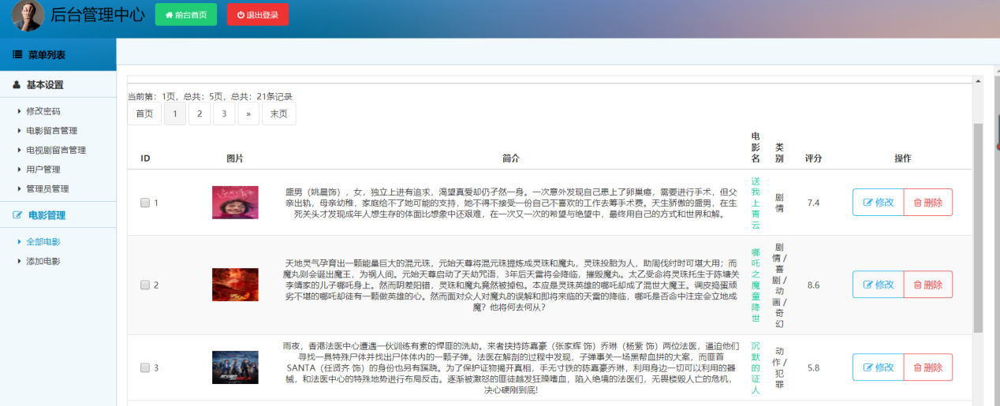 后台管理中心 前台首页 退出登录
菜单列表
基本设置
修改密码
电影留言管理
电视剧留言管理
用户管理
管理员管理
电影管理
全部电影
添加电影
当前第：1页，总共：5页，总共：21条记录
首页 1 2 3 » 末页
ID 图片 简介 电影名 类别 评分 操作
1
盛男（姚晨饰），女，独立上进有追求，渴望真爱却仍孑然一身。一次意外发现自己患上了卵巢癌，需要进行手术，但父
亲出轨，母亲幼稚，家庭给不了她可能的支持，她不得不接受一份自己不喜欢的工作去筹手术费。天生骄傲的盛男，在生
死关头才发现成年人想生存的体面比想象中还艰难，在一次又一次的希望与绝望中，最终用自己的方式和世界和解。
送我上青云
剧情
7.4
修改 删除
2
天地灵气孕育出一颗能量巨大的混元珠，元始天尊将混元珠提炼成灵珠和魔丸，灵珠投胎为人，助周伐纣时可堪大用；而
魔丸则会诞出魔王，为祸人间。元始天尊启动了天劫咒语，3年后天雷将会降临，摧毁魔丸。太乙受命将灵珠托生于陈塘关
李靖家的儿子哪吒身上。然而阴差阳错，灵珠和魔丸竟然被掉包。本应是灵珠英雄的哪吒却成了混世大魔王。调皮捣蛋顽
劣不堪的哪吒却徒有一颗做英雄的心。然而面对众人对魔丸的误解和即将来临的天雷的降临，哪吒是否命中注定会立地成
魔？他将何去何从？
哪吒之魔童降世
剧情 / 喜剧 / 动画 / 奇幻
8.6
修改 删除
3
雨夜，香港法医中心遭遇一伙训练有素的悍匪的洗劫。来者挟持陈嘉豪（张家辉 饰）乔琳（杨紫 饰）两位法医，逼迫他们
寻找一具特殊尸体并找出尸体体内的一颗子弹。法医在解剖的过程中发现，子弹事关一场黑帮血拼的大案，而匪首
SANTA（任贤齐 饰）的身份也另有蹊跷。为了保护证物揭开真相，手无寸铁的陈嘉豪乔琳，利用身边一切可以利用的器
械，和法医中心的特殊地势进行布局反击。逐渐被激怒的匪徒越发狂躁嗜血，陷入绝境的法医们，无畏楼毁人亡的危机，
决心硬刚到底!
沉默的证人
动作 / 犯罪
5.8
修改 删除